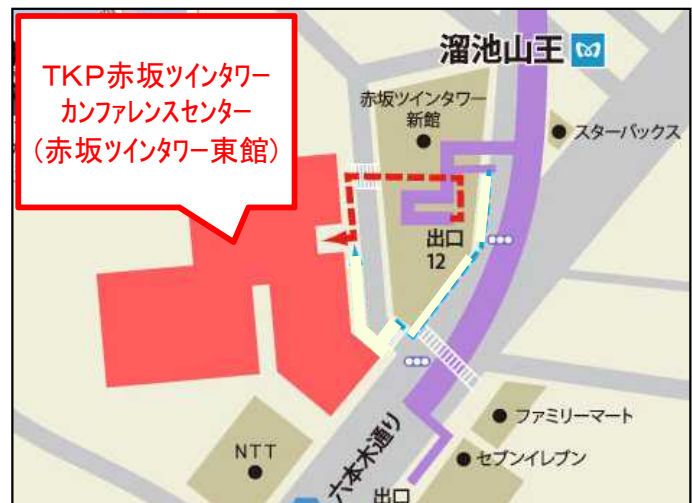 TKP赤坂ツインタワー
カンファレンスセンター
（赤坂ツインタワー東館）
溜池山王
赤坂ツインタワー
新館
スターバックス
出口
12
ファミリーマート
セブンイレブン
NTT
六本木通り
出口